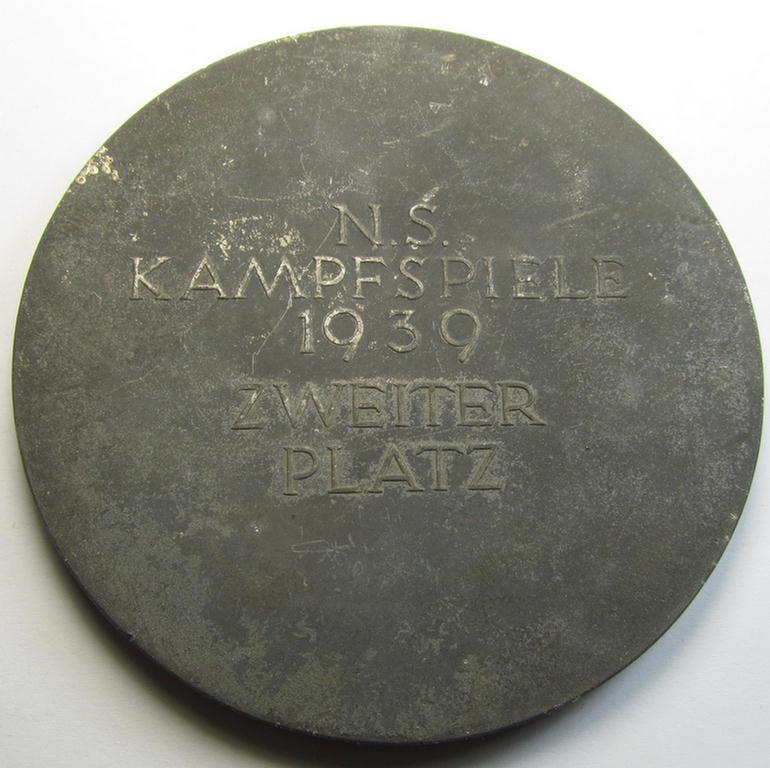 N.S.
KAMPFSPIELE
1939
ZWEITER
PLATZ